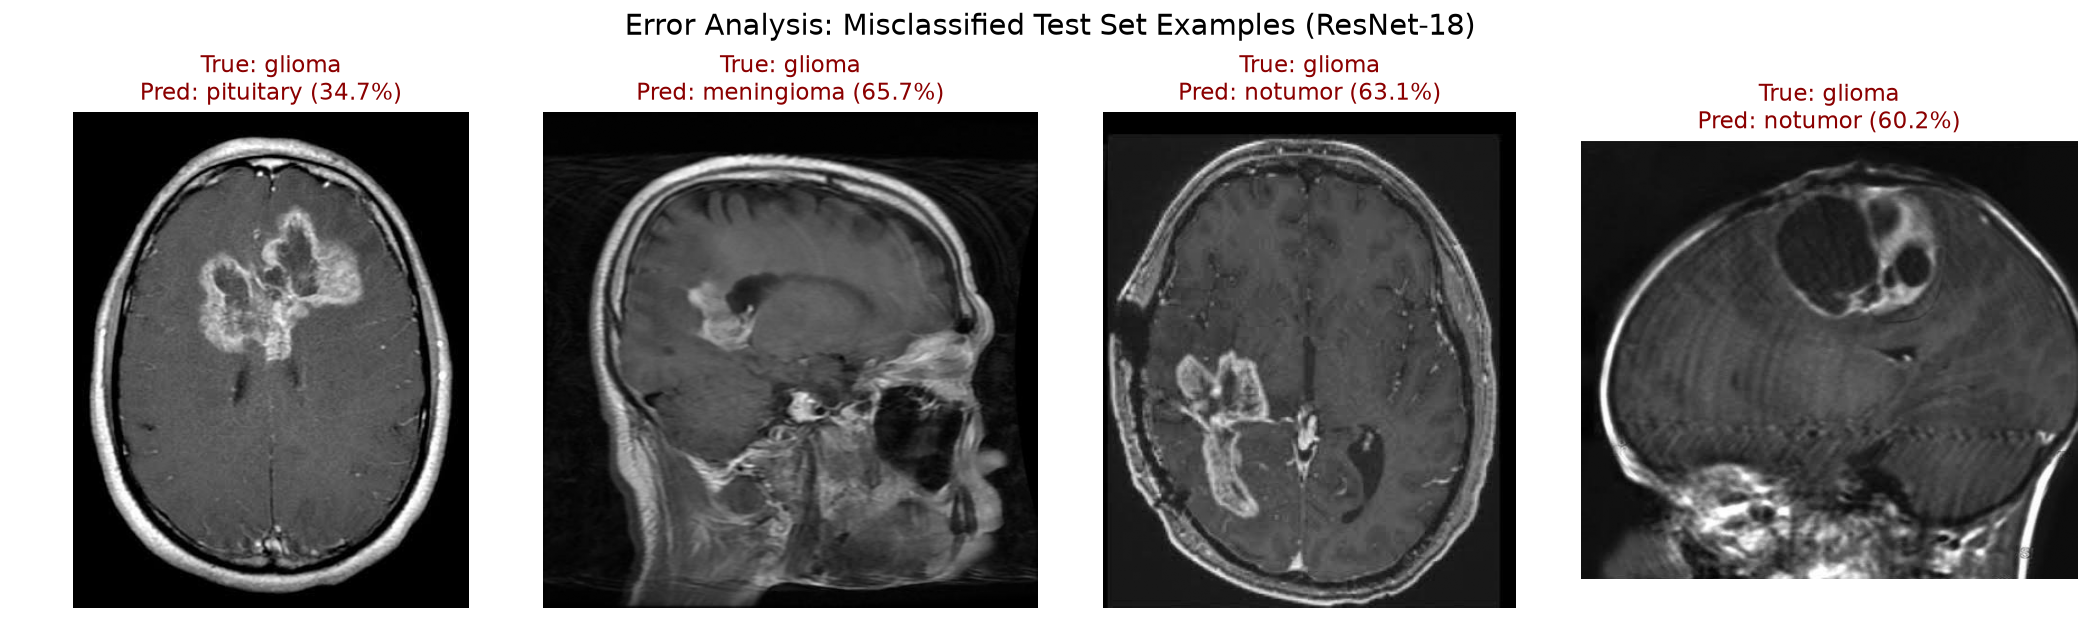 Error Analysis: Misclassified Test Set Examples (ResNet-18)
True: glioma
Pred: pituitary (34.7%)
True: glioma
Pred: meningioma (65.7%)
True: glioma
Pred: notumor (63.1%)
True: glioma
Pred: notumor (60.2%)